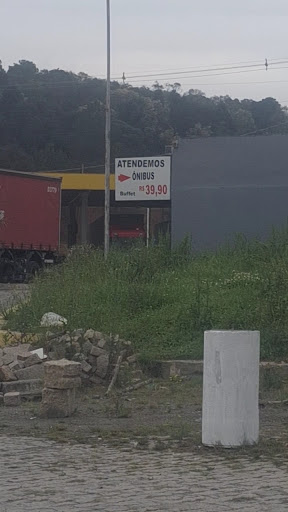 ATENDEMOS
ÔNIBUS
Buffet R$ 39,90